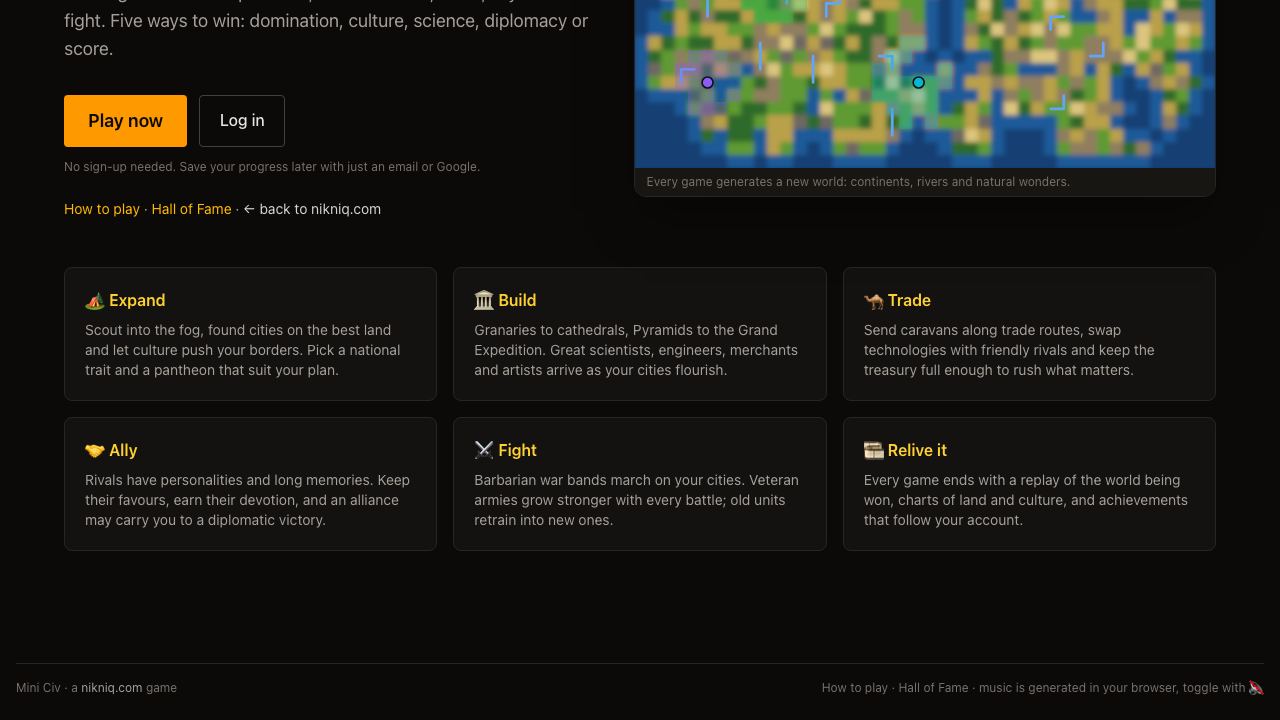 fight. Five ways to win: domination, culture, science, diplomacy or
score.
Play now
Log in
No sign-up needed. Save your progress later with just an email or Google.
How to play · Hall of Fame · ← back to nikniq.com
Every game generates a new world: continents, rivers and natural wonders.
🏕️ Expand
Scout into the fog, found cities on the best land
and let culture push your borders. Pick a national
trait and a pantheon that suit your plan.
🏛️ Build
Granaries to cathedrals, Pyramids to the Grand
Expedition. Great scientists, engineers, merchants
and artists arrive as your cities flourish.
🐪 Trade
Send caravans along trade routes, swap
technologies with friendly rivals and keep the
treasury full enough to rush what matters.
🤝 Ally
Rivals have personalities and long memories. Keep
their favours, earn their devotion, and an alliance
may carry you to a diplomatic victory.
⚔️ Fight
Barbarian war bands march on your cities. Veteran
armies grow stronger with every battle; old units
retrain into new ones.
Relive it
Every game ends with a replay of the world being
won, charts of land and culture, and achievements
that follow your account.
Mini Civ · a nikniq.com game
How to play · Hall of Fame · music is generated in your browser, toggle with 🔇